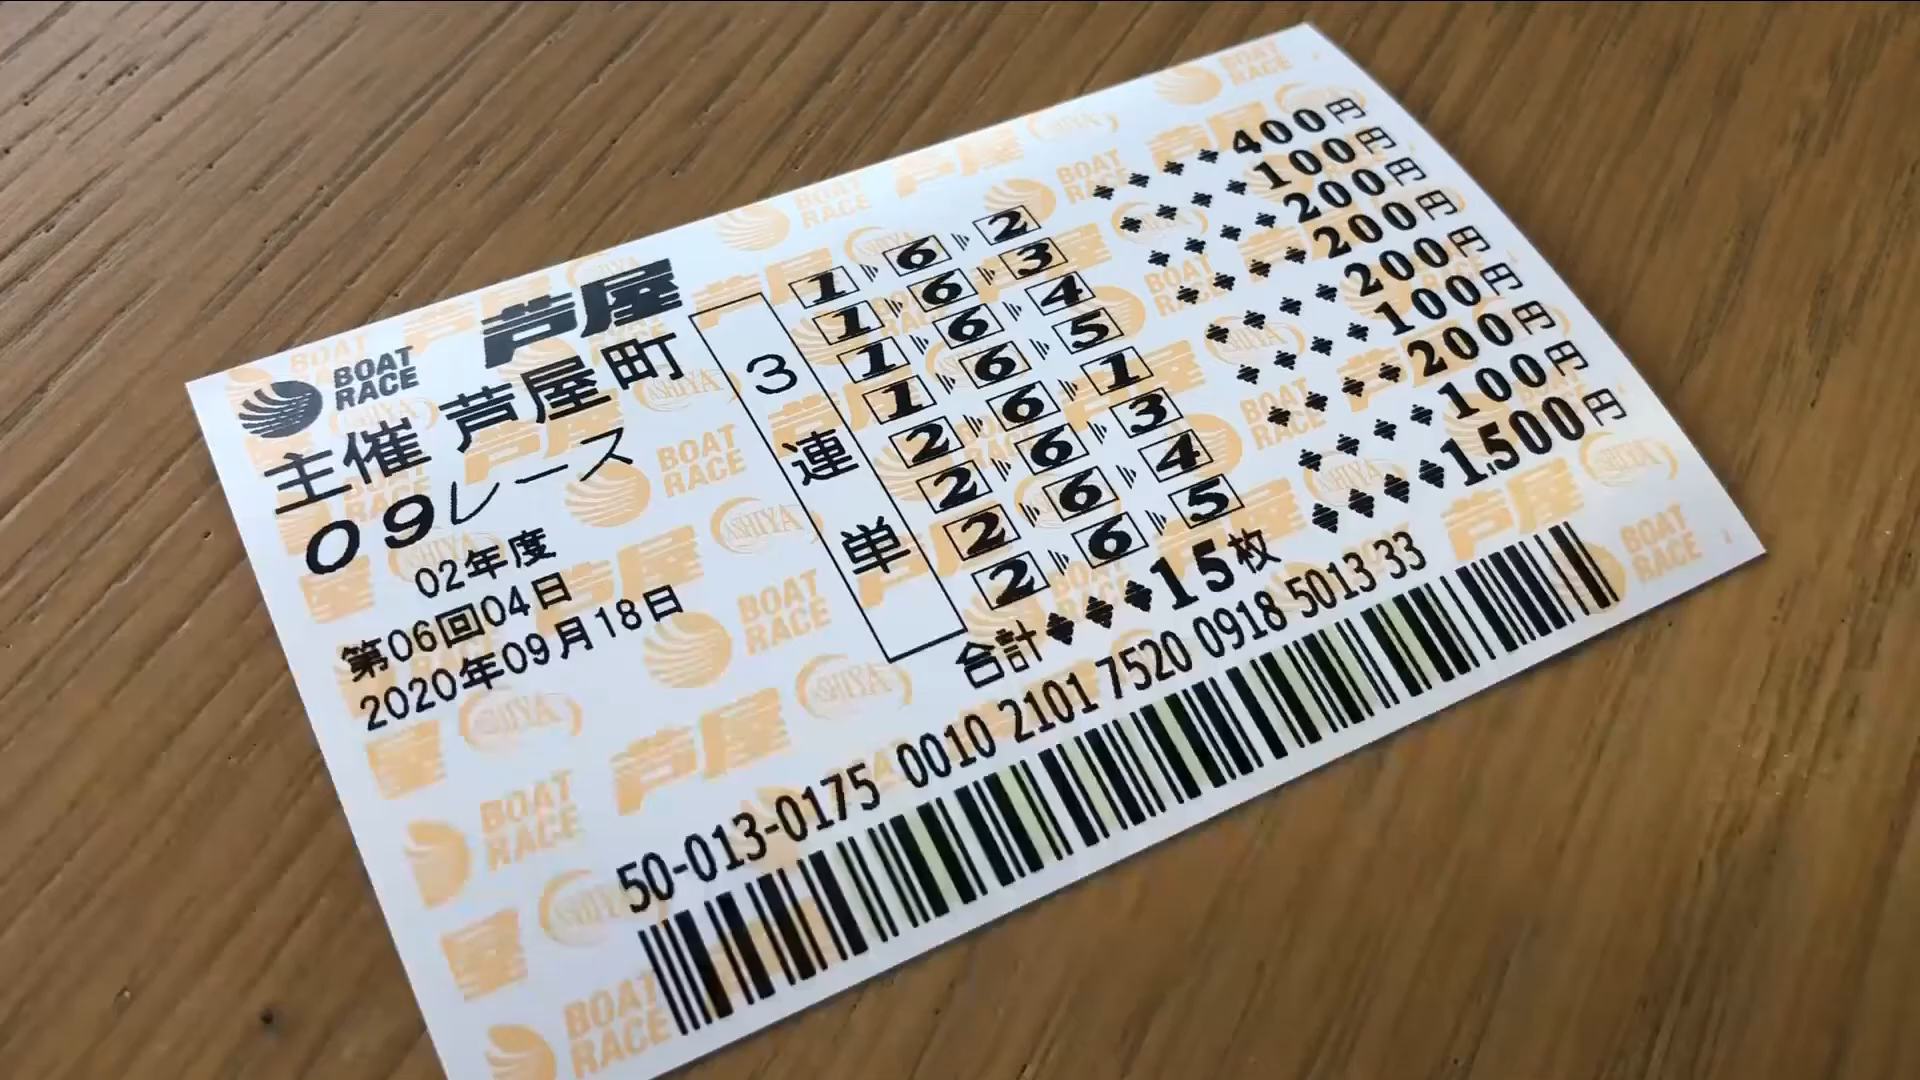 BOAT RACE 芦屋
主催 芦屋町
09レース
02年度
第06回04日
2020年09月18日
3連単
1 6 2 400円
1 6 3 100円
1 6 4 200円
1 6 5 200円
2 6 1 200円
2 6 3 100円
2 6 4 200円
2 6 5 100円
合計 15枚 1,500円
50-013-0175 0010 2101 7520 0918 5013 33